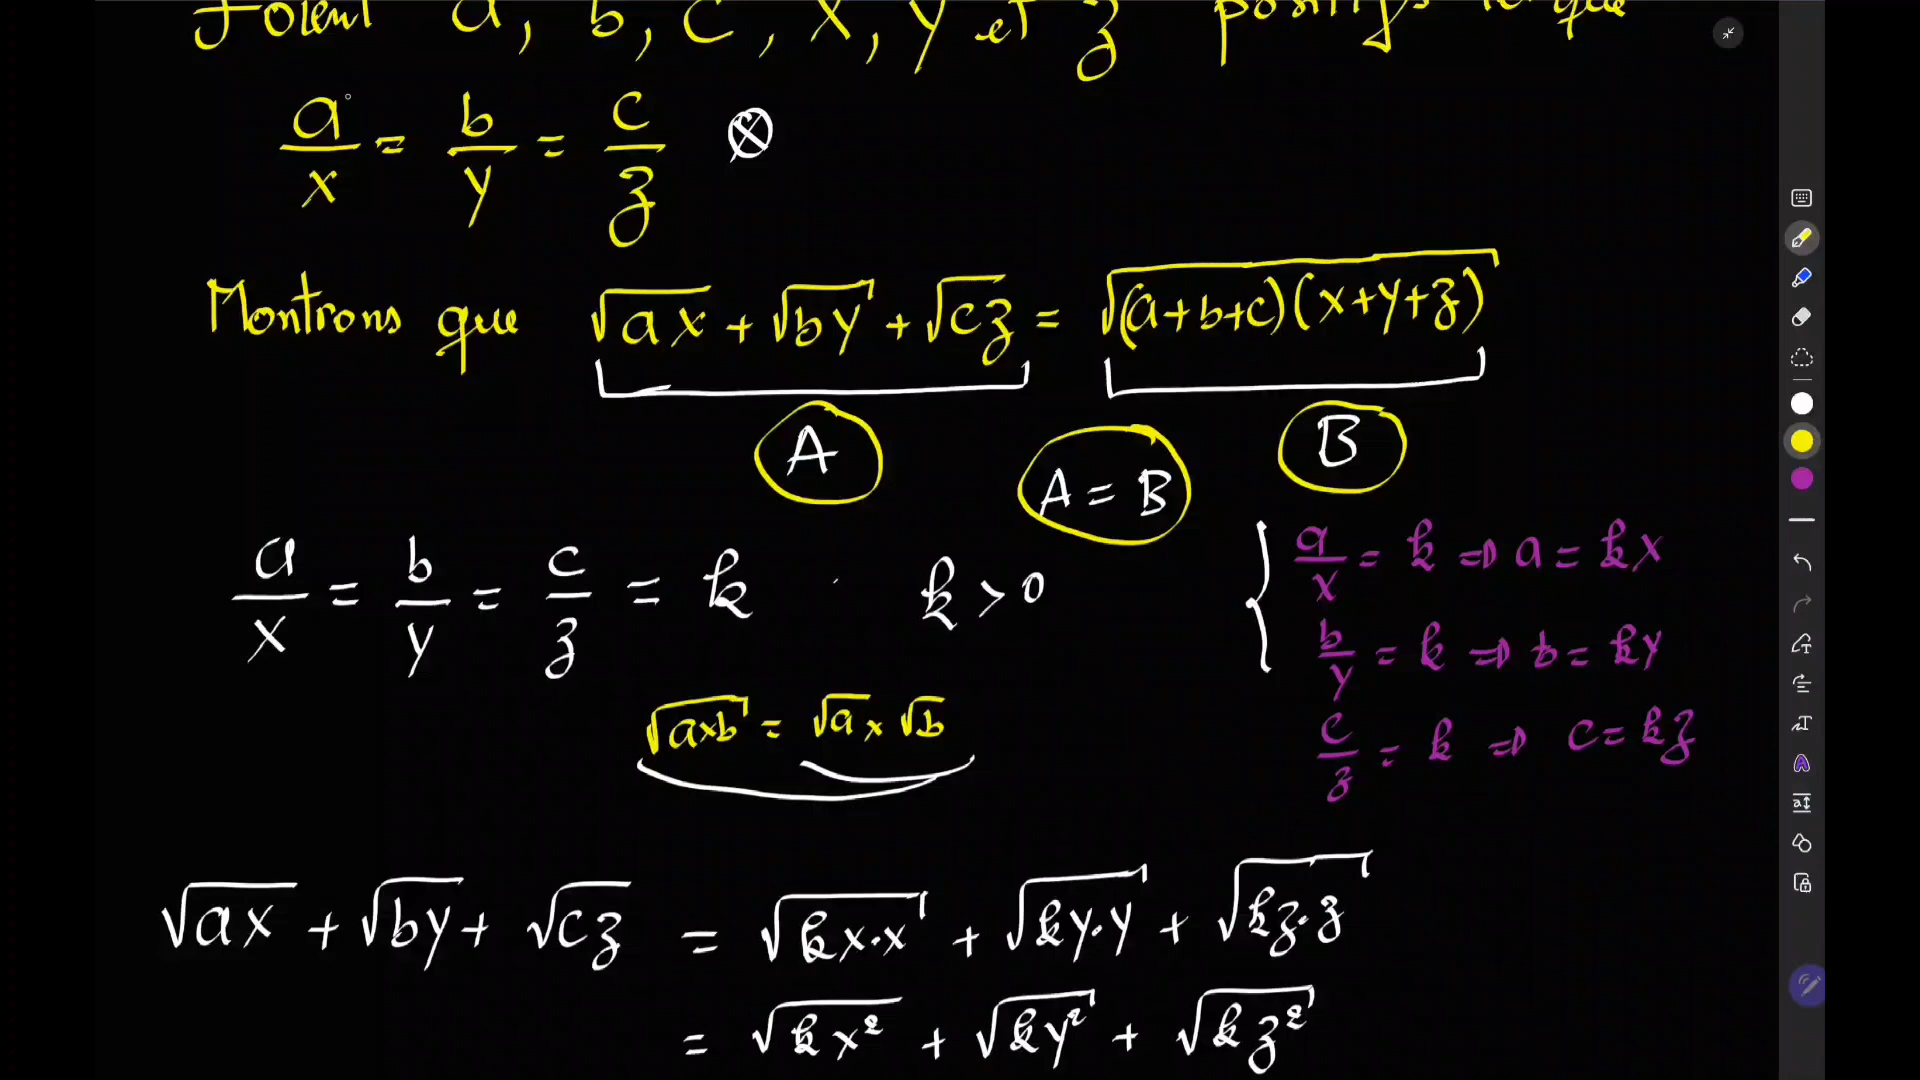 Soient a, b, c, x, y et z positifs tel que
a/x = b/y = c/z ⊗
Montrons que √(ax) + √(by) + √(cz) = √((a+b+c)(x+y+z))
A B
A = B
a/x = b/y = c/z = k k > 0
a/x = k ⇒ a = kx
b/y = k ⇒ b = ky
c/z = k ⇒ c = kz
√(a×b) = √a × √b
√(ax) + √(by) + √(cz) = √(kx·x) + √(ky·y) + √(kz·z)
= √(kx²) + √(ky²) + √(kz²)